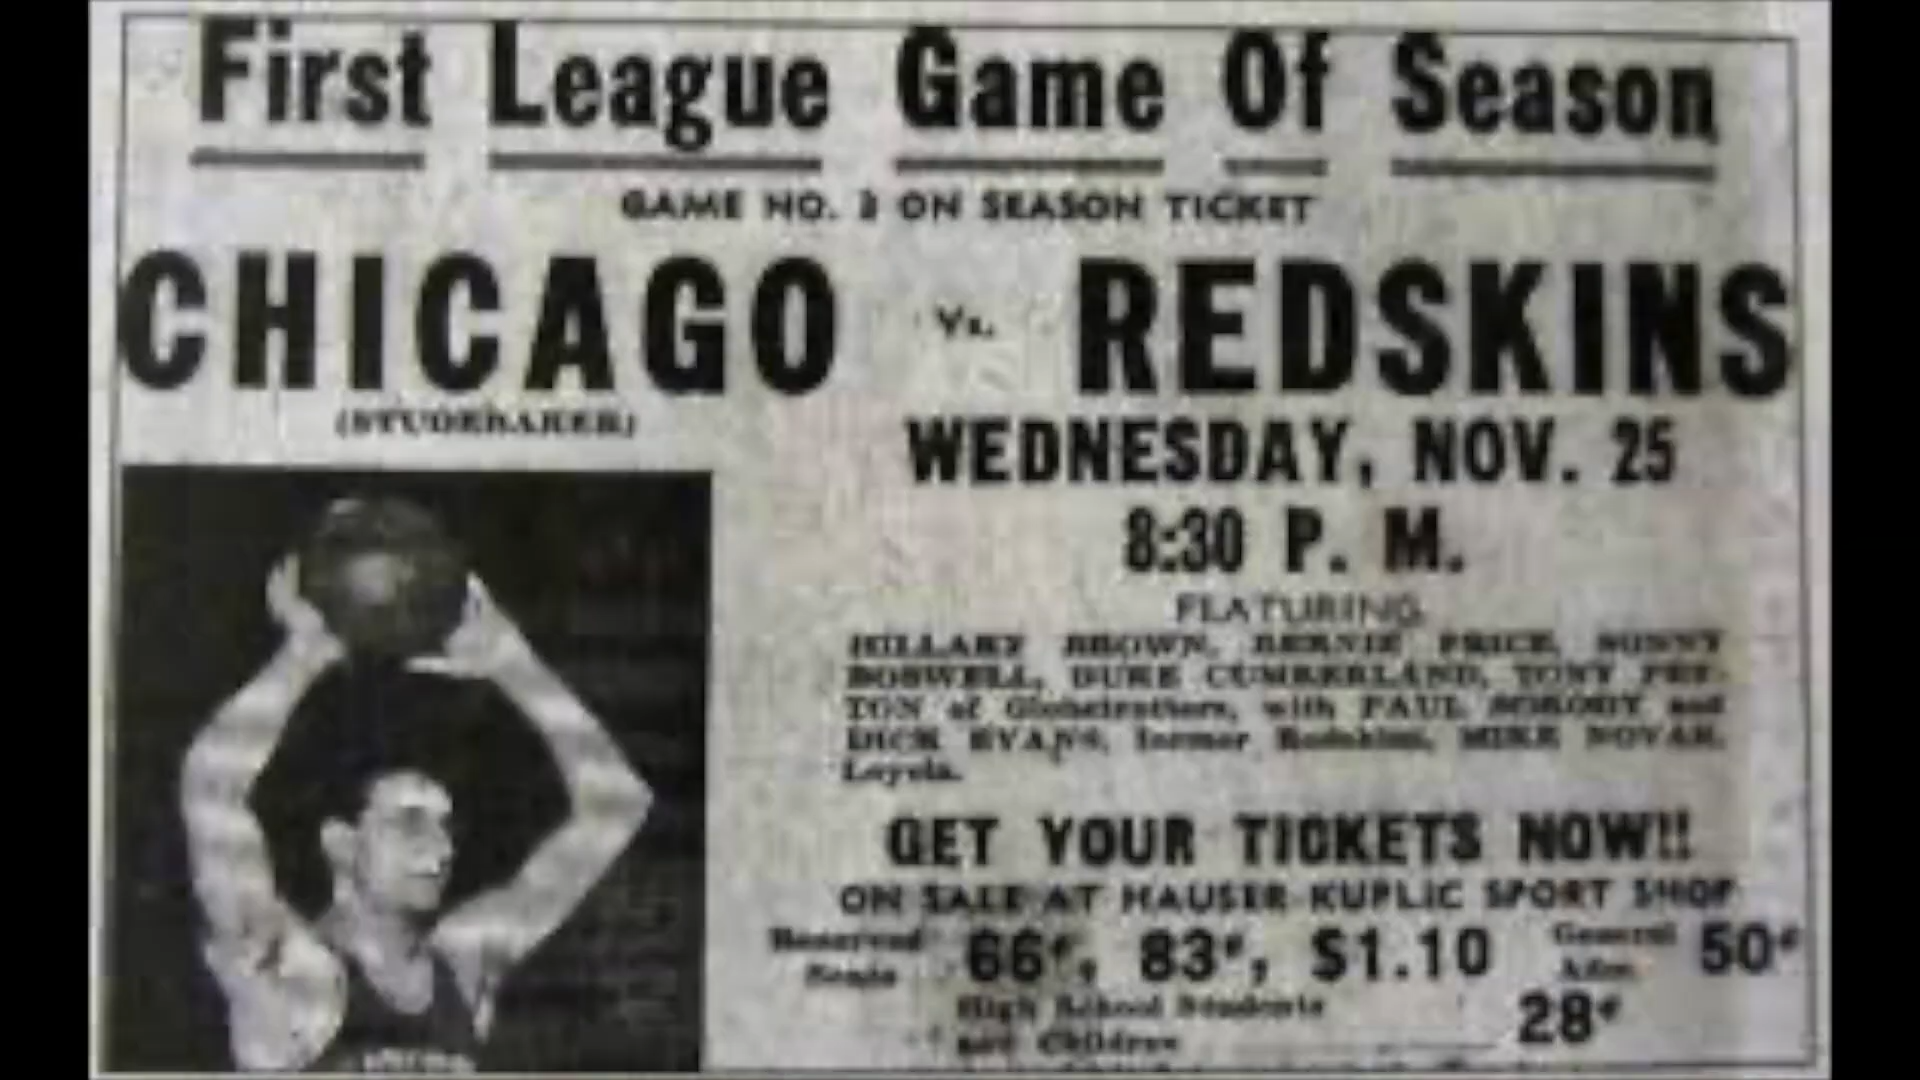 First League Game Of Season
GAME NO. 3 ON SEASON TICKET
CHICAGO Vs. REDSKINS
(STUDEBAKER)
WEDNESDAY, NOV. 25
8:30 P. M.
FEATURING
HILLARY BROWN, BERNIE PRICE, SONNY
BOSWELL, DUKE CUMBERLAND, TONY PEY-
TON of Globetrotters, with PAUL SOKODY and
DICK EVANS, former Redskins, MIKE NOVAK,
Loyola.
GET YOUR TICKETS NOW!!
ON SALE AT HAUSER-KUPLIC SPORT SHOP
Reserved Seats 66¢, 83¢, $1.10 General Adm. 50¢
High School Students
and Children 28¢